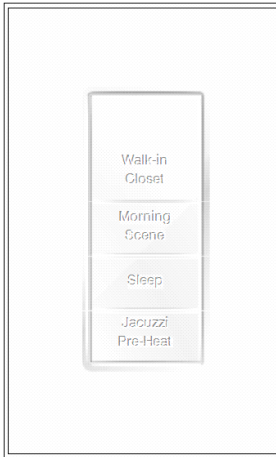 Walk-in
Closet
Morning
Scene
Sleep
Jacuzzi
Pre-Heat